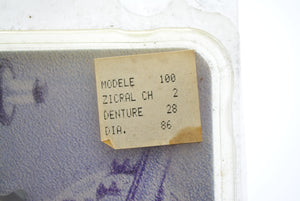 MODELE 100
ZICRAL CH 2
DENTURE 28
DIA. 86